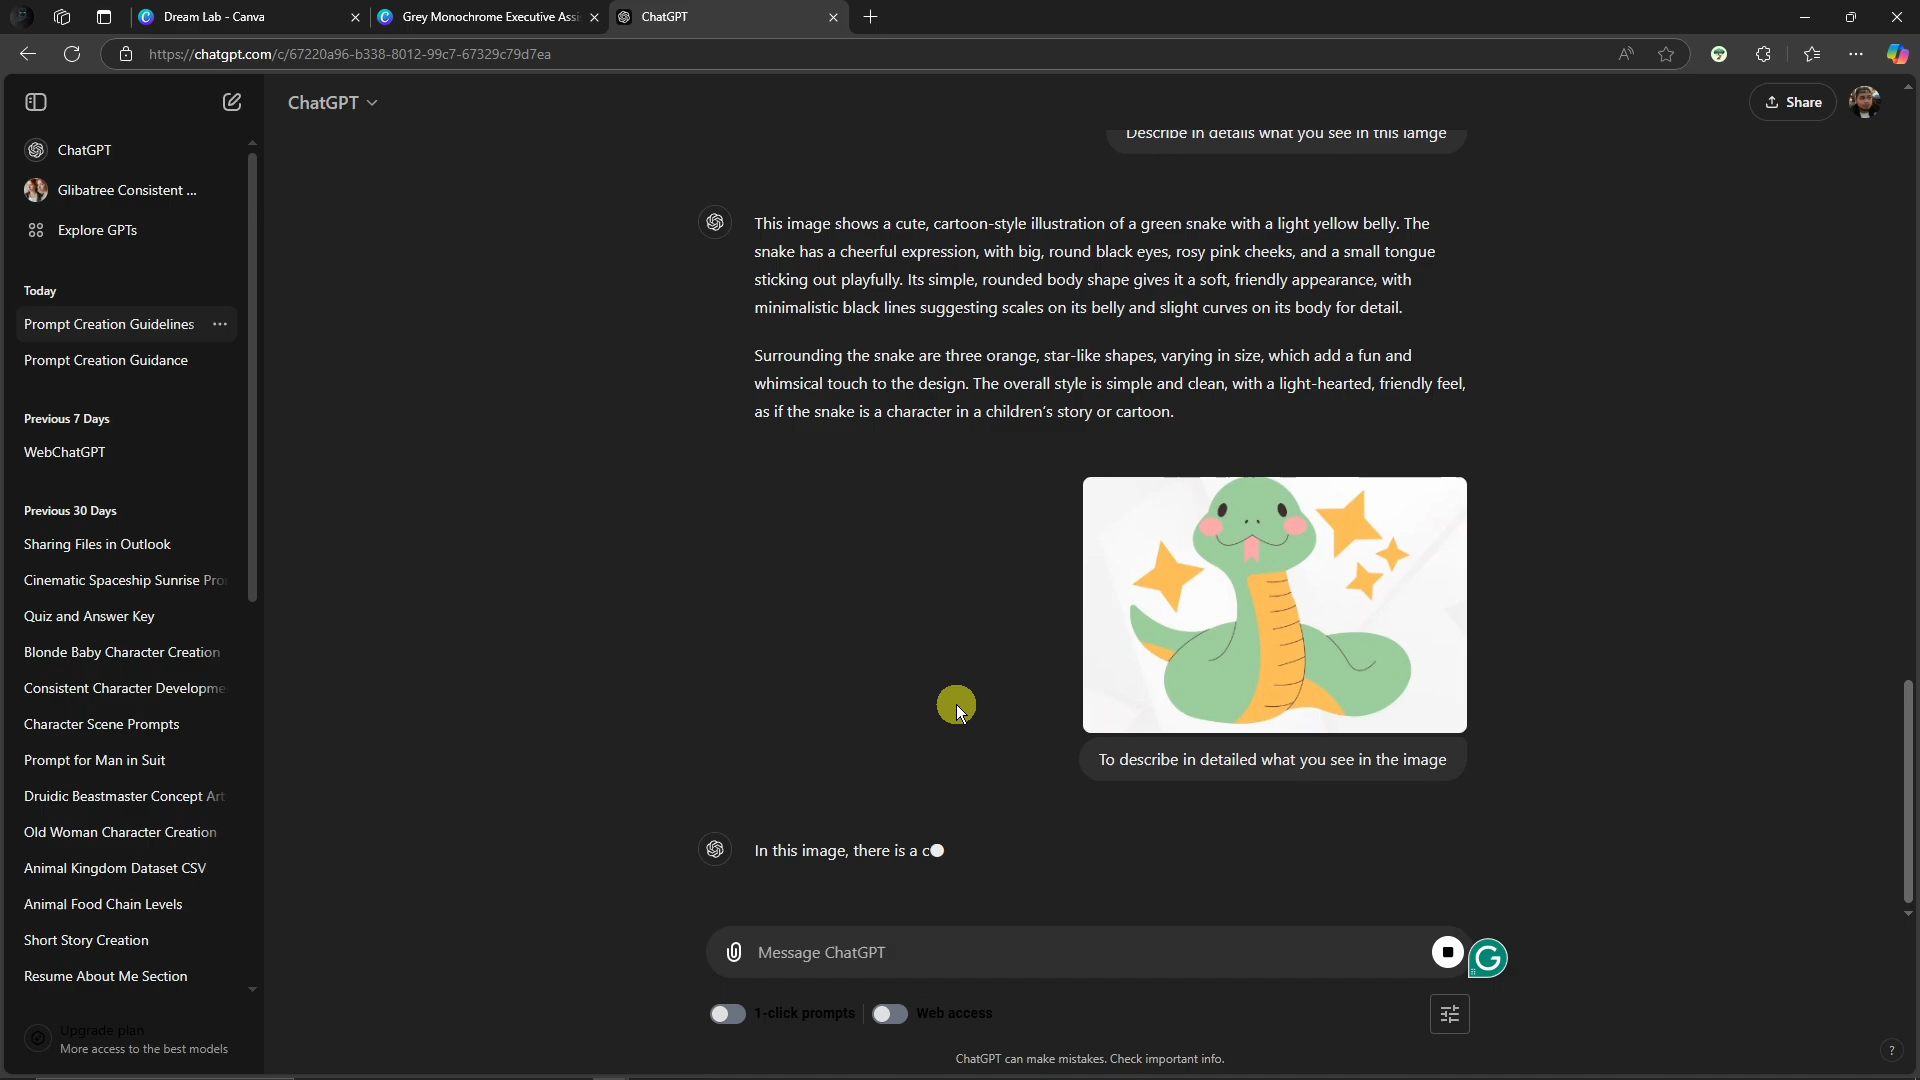 Dream Lab - Canva
Grey Monochrome Executive Assi
ChatGPT
https://chatgpt.com/c/67220a96-b338-8012-99c7-67329c79d7ea
ChatGPT
Share
ChatGPT
Glibatree Consistent ...
Explore GPTs
Today
Prompt Creation Guidelines
Prompt Creation Guidance
Previous 7 Days
WebChatGPT
Previous 30 Days
Sharing Files in Outlook
Cinematic Spaceship Sunrise Pro
Quiz and Answer Key
Blonde Baby Character Creation
Consistent Character Developme
Character Scene Prompts
Prompt for Man in Suit
Druidic Beastmaster Concept Art
Old Woman Character Creation
Animal Kingdom Dataset CSV
Animal Food Chain Levels
Short Story Creation
Resume About Me Section
Upgrade plan
More access to the best models
Describe in details what you see in this iamge
This image shows a cute, cartoon-style illustration of a green snake with a light yellow belly. The
snake has a cheerful expression, with big, round black eyes, rosy pink cheeks, and a small tongue
sticking out playfully. Its simple, rounded body shape gives it a soft, friendly appearance, with
minimalistic black lines suggesting scales on its belly and slight curves on its body for detail.
Surrounding the snake are three orange, star-like shapes, varying in size, which add a fun and
whimsical touch to the design. The overall style is simple and clean, with a light-hearted, friendly feel,
as if the snake is a character in a children's story or cartoon.
To describe in detailed what you see in the image
In this image, there is a c
Message ChatGPT
1-click prompts
Web access
ChatGPT can make mistakes. Check important info.
?